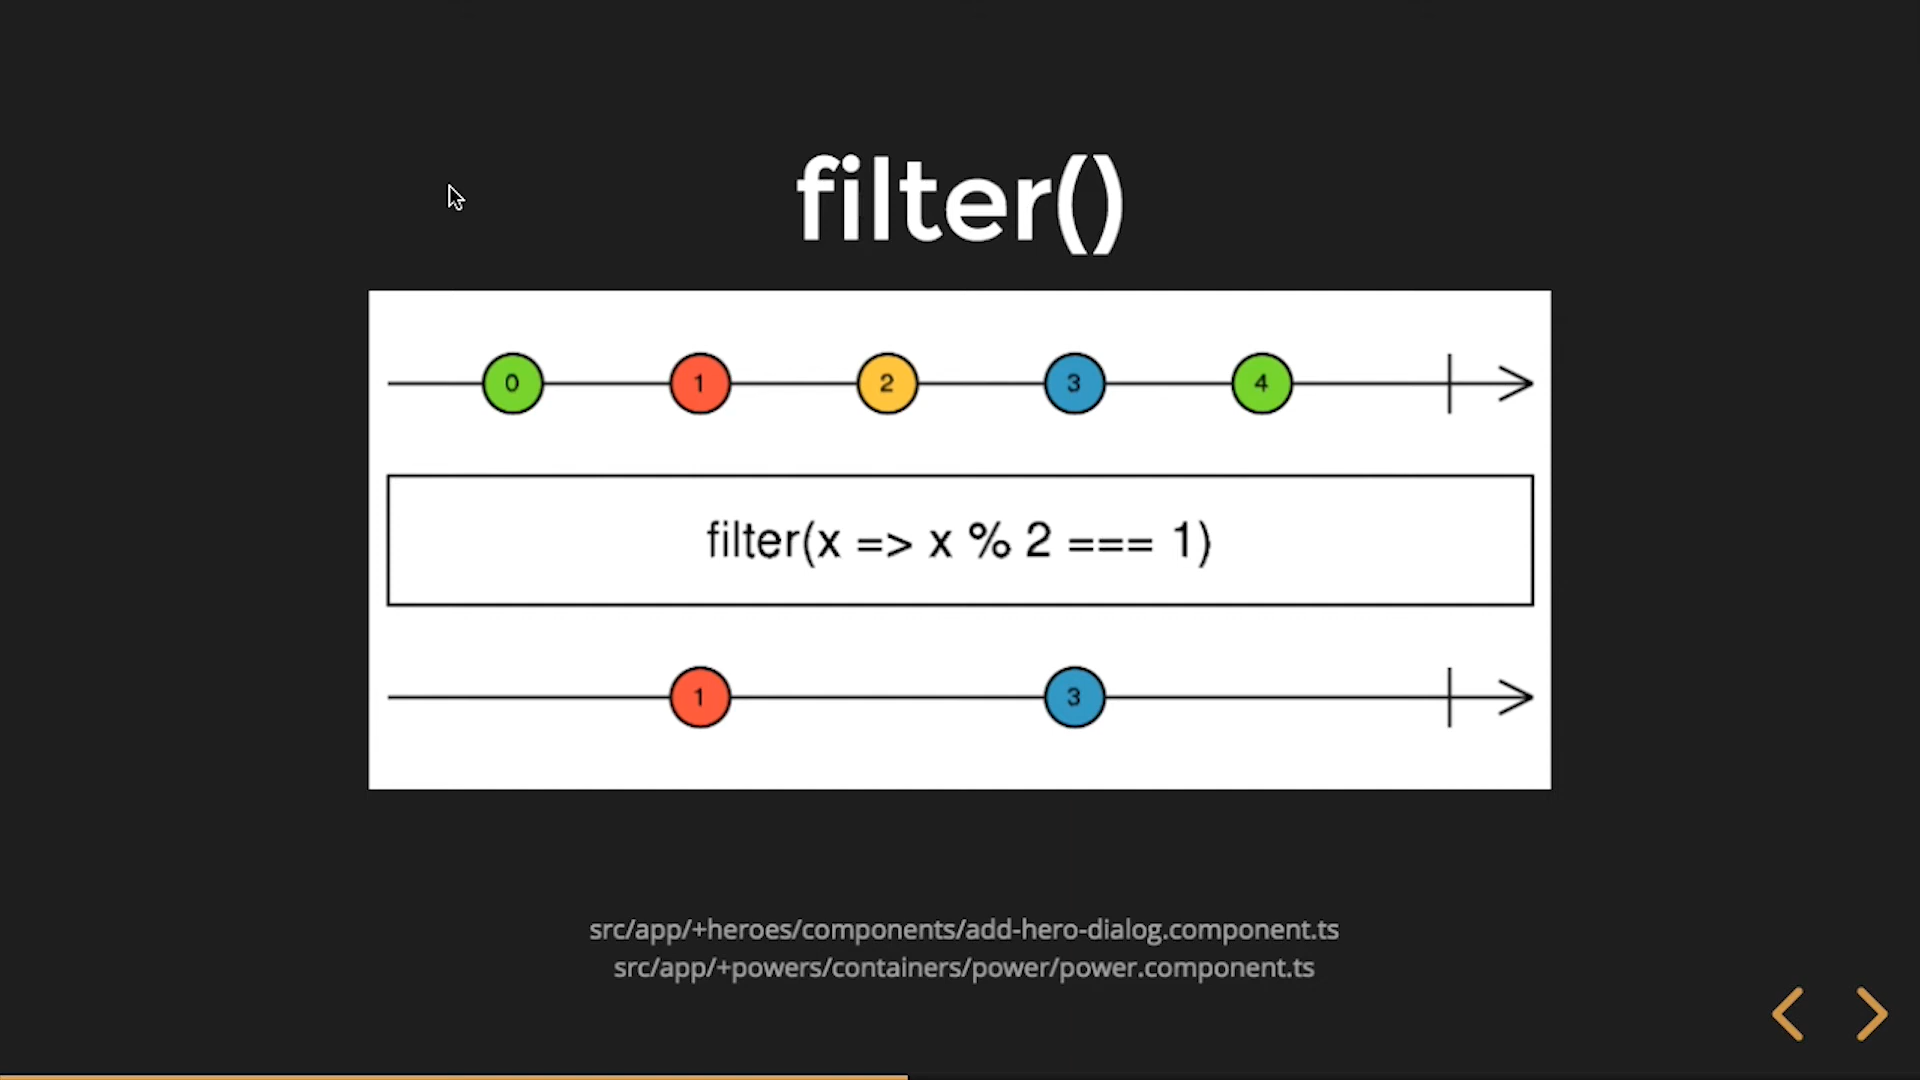 filter()
0 1 2 3 4
filter(x => x % 2 === 1)
1 3
src/app/+heroes/components/add-hero-dialog.component.ts
src/app/+powers/containers/power/power.component.ts